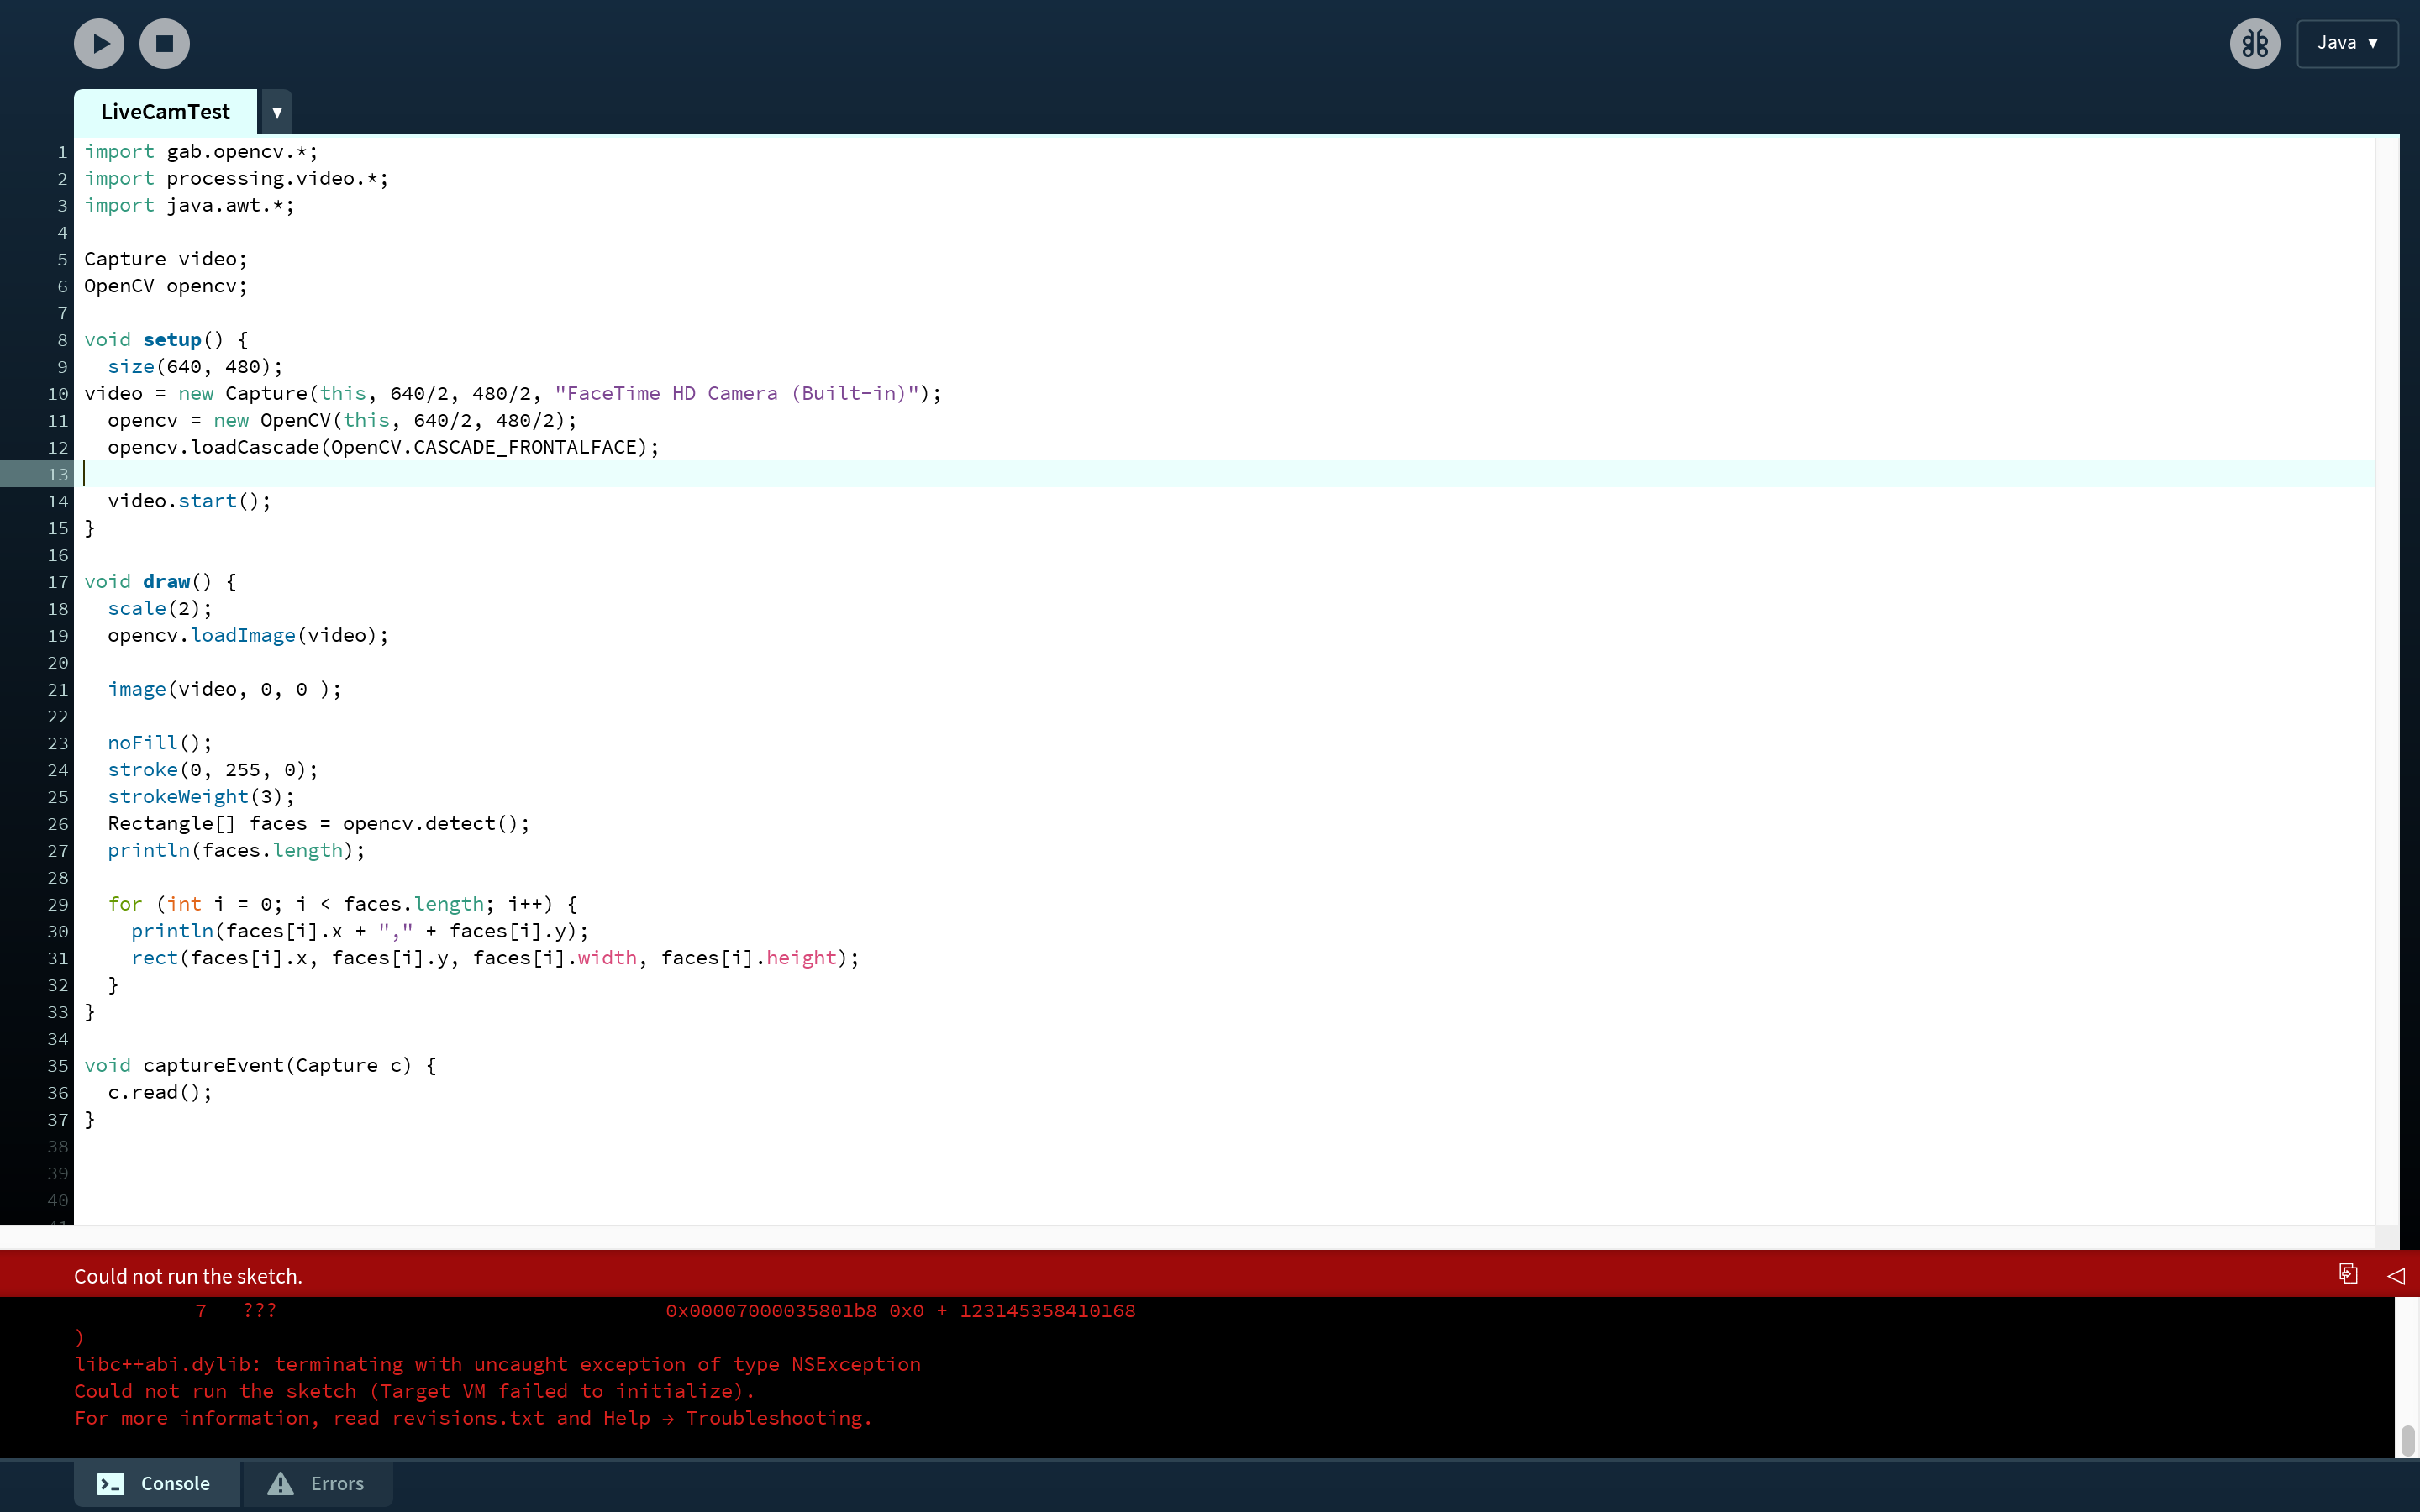 Java ▼
LiveCamTest ▼
1 import gab.opencv.*;
2 import processing.video.*;
3 import java.awt.*;
4
5 Capture video;
6 OpenCV opencv;
7
8 void setup() {
9   size(640, 480);
10 video = new Capture(this, 640/2, 480/2, "FaceTime HD Camera (Built-in)");
11   opencv = new OpenCV(this, 640/2, 480/2);
12   opencv.loadCascade(OpenCV.CASCADE_FRONTALFACE);
13
14   video.start();
15 }
16
17 void draw() {
18   scale(2);
19   opencv.loadImage(video);
20
21   image(video, 0, 0 );
22
23   noFill();
24   stroke(0, 255, 0);
25   strokeWeight(3);
26   Rectangle[] faces = opencv.detect();
27   println(faces.length);
28
29   for (int i = 0; i < faces.length; i++) {
30     println(faces[i].x + "," + faces[i].y);
31     rect(faces[i].x, faces[i].y, faces[i].width, faces[i].height);
32   }
33 }
34
35 void captureEvent(Capture c) {
36   c.read();
37 }
38
39
40
41
Could not run the sketch.
7   ???   0x00007000035801b8 0x0 + 123145358410168
)
libc++abi.dylib: terminating with uncaught exception of type NSException
Could not run the sketch (Target VM failed to initialize).
For more information, read revisions.txt and Help → Troubleshooting.
Console Errors